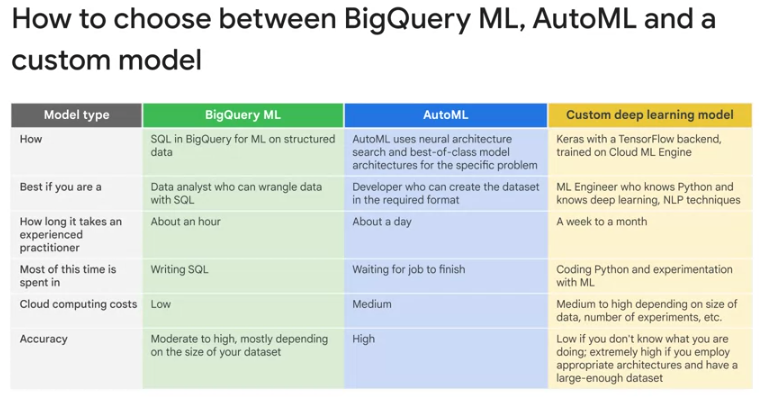 How to choose between BigQuery ML, AutoML and a
custom model
Model type
BigQuery ML
AutoML
Custom deep learning model
How
SQL in BigQuery for ML on structured
data
AutoML uses neural architecture
search and best-of-class model
architectures for the specific problem
Keras with a TensorFlow backend,
trained on Cloud ML Engine
Best if you are a
Data analyst who can wrangle data
with SQL
Developer who can create the dataset
in the required format
ML Engineer who knows Python and
knows deep learning, NLP techniques
How long it takes an
experienced
practitioner
About an hour
About a day
A week to a month
Most of this time is
spent in
Writing SQL
Waiting for job to finish
Coding Python and experimentation
with ML
Cloud computing costs
Low
Medium
Medium to high depending on size of
data, number of experiments, etc.
Accuracy
Moderate to high, mostly depending
on the size of your dataset
High
Low if you don't know what you are
doing; extremely high if you employ
appropriate architectures and have a
large-enough dataset